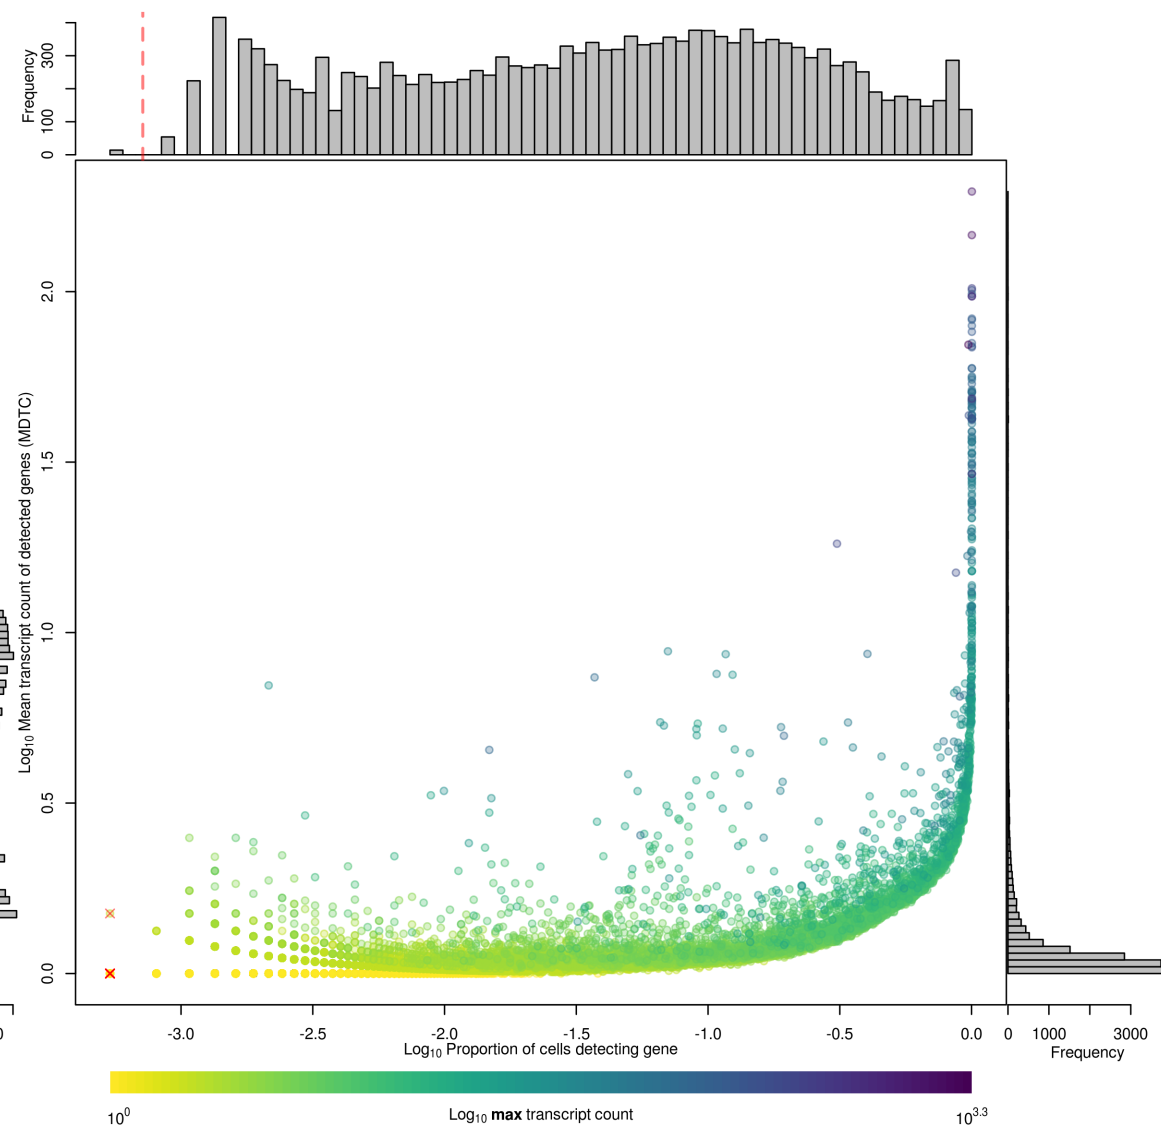 Frequency
0
100
300
Log10 Mean transcript count of detected genes (MDTC)
0.0
0.5
1.0
1.5
2.0
0
-3.0 -2.5 -2.0 -1.5 -1.0 -0.5 0.0
Log10 Proportion of cells detecting gene
0 1000 3000
Frequency
10^0 Log10 max transcript count 10^3.3